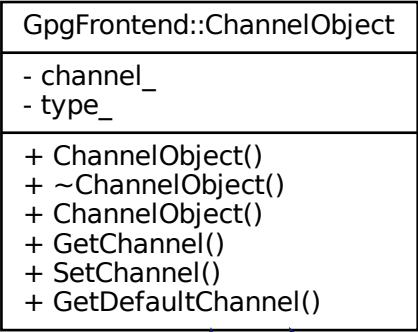 GpgFrontend::ChannelObject
- channel_
- type_
+ ChannelObject()
+ ~ChannelObject()
+ ChannelObject()
+ GetChannel()
+ SetChannel()
+ GetDefaultChannel()